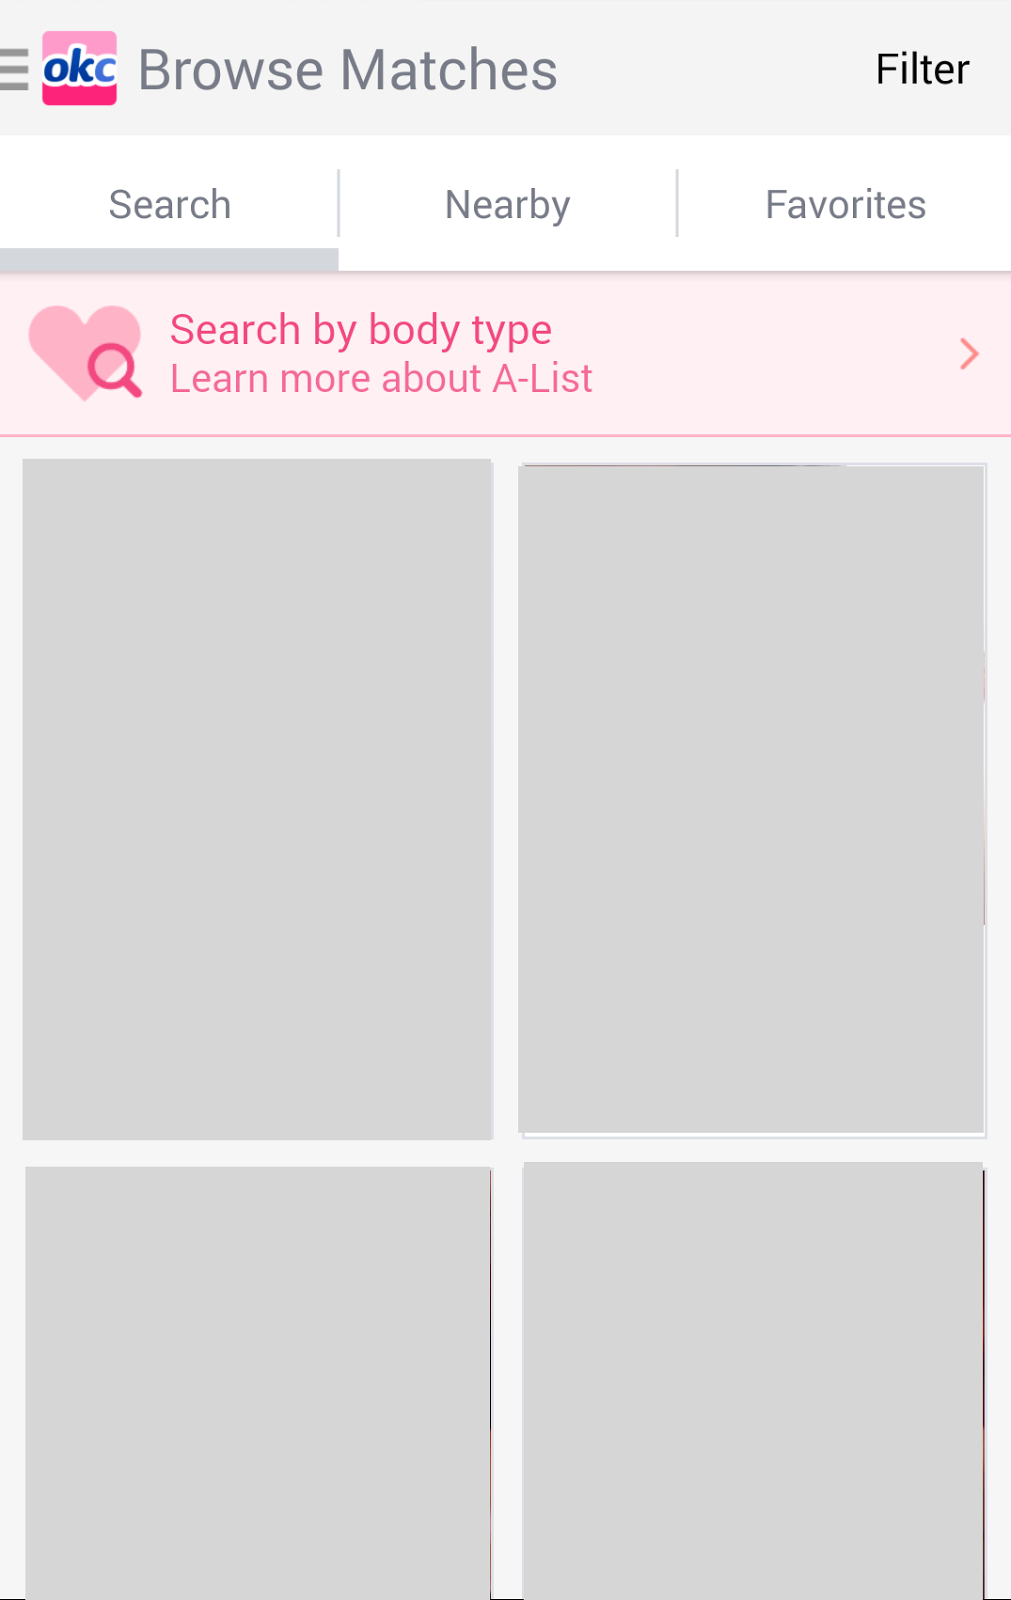 okc Browse Matches Filter
Search Nearby Favorites
Search by body type
Learn more about A-List